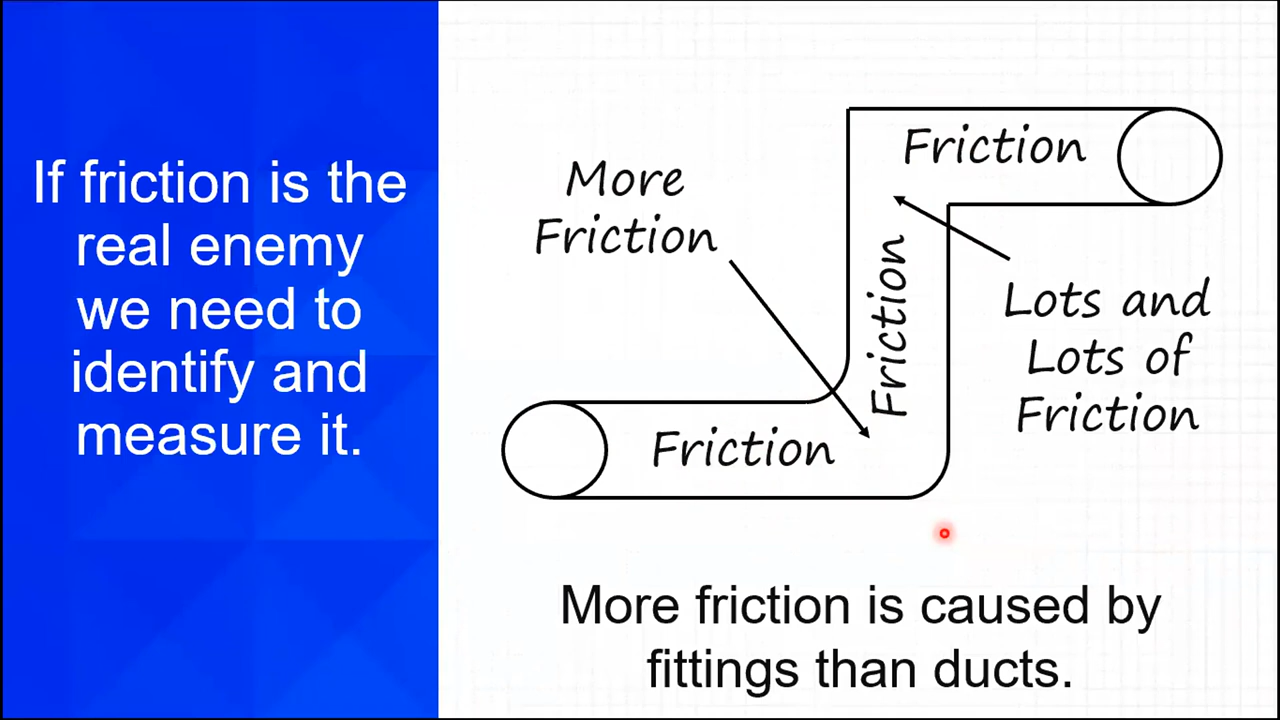 If friction is the
real enemy
we need to
identify and
measure it.
More
Friction
Friction
Friction
Friction
Lots and
Lots of
Friction
More friction is caused by
fittings than ducts.